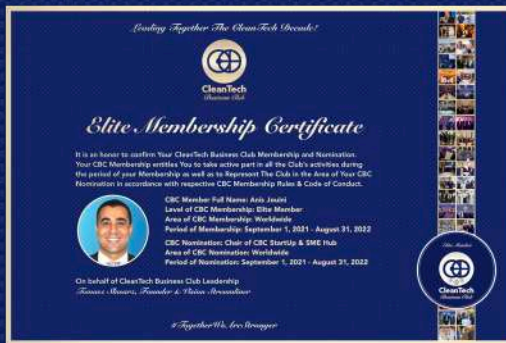 Leading Together The CleanTech Decade!
CleanTech
Business Club
Elite Membership Certificate
It is an honor to confirm Your CleanTech Business Club Membership and Nomination.
Your CBC Membership entitles You to take active part in all the Club's activities during
the period of your Membership as well as to Represent The Club in the Area of Your CBC
Nomination in accordance with respective CBC Membership Rules & Code of Conduct.
CBC Member Full Name: Anis Jouini
Level of CBC Membership: Elite Member
Area of CBC Membership: Worldwide
Period of Membership: September 1, 2021 - August 31, 2022
CBC Nomination: Chair of CBC StartUp & SME Hub
Area of CBC Nomination: Worldwide
Period of Nomination: September 1, 2021 - August 31, 2022
On behalf of CleanTech Business Club Leadership
Founder & Vision Streamliner
#TogetherWeAreStronger
Elite Member
CleanTech
Business Club